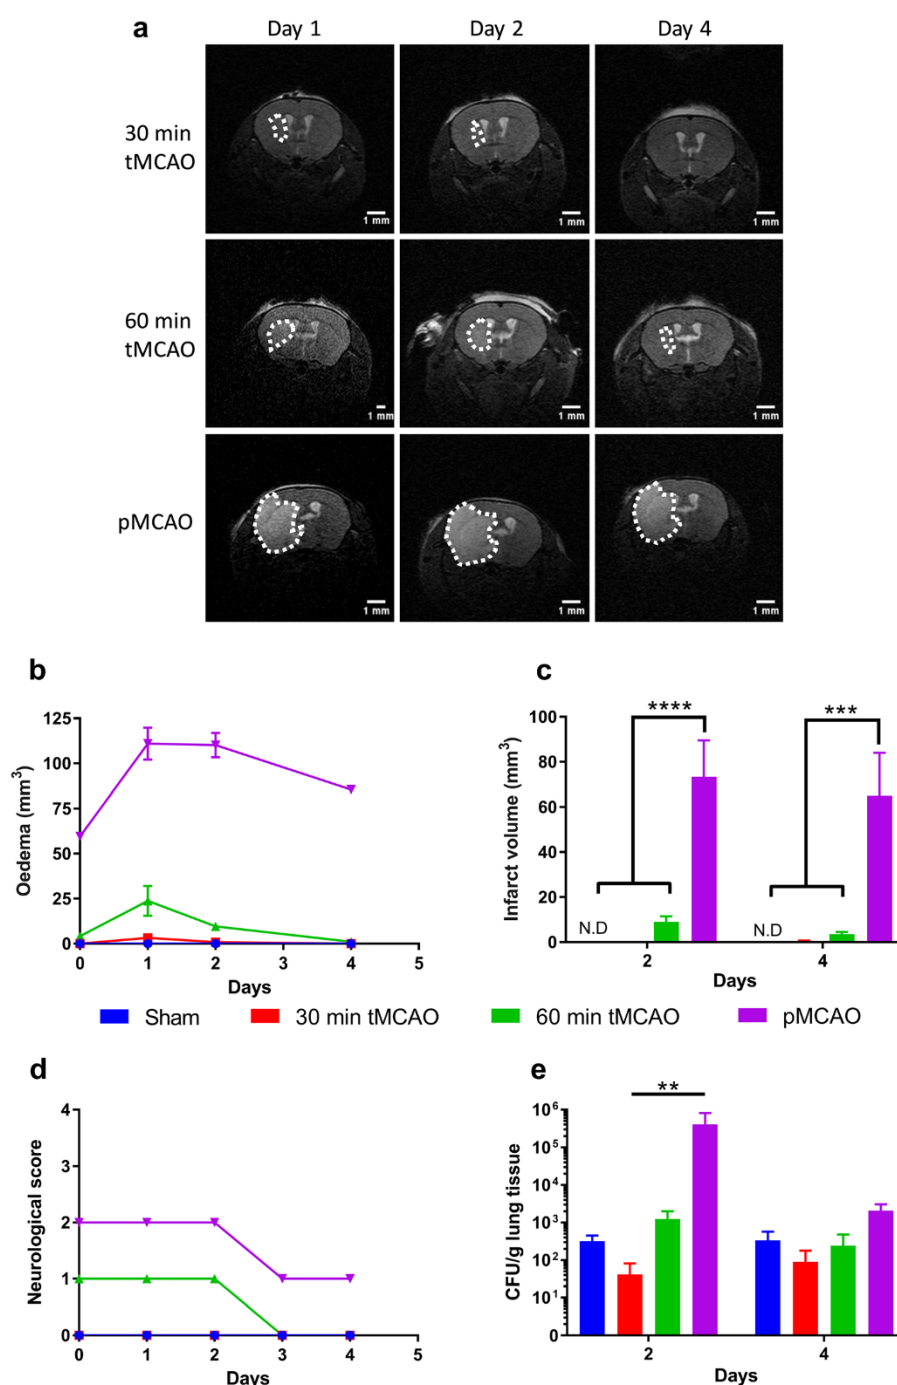 a
Day 1
Day 2
Day 4
30 min
tMCAO
1 mm
1 mm
1 mm
60 min
tMCAO
1 mm
1 mm
1 mm
pMCAO
1 mm
1 mm
1 mm
b
Oedema (mm³)
125
100
75
50
25
0
0
1
2
3
4
5
Days
c
Infarct volume (mm³)
100
80
60
40
20
0
****
***
N.D
N.D
2
4
Days
Sham
30 min tMCAO
60 min tMCAO
pMCAO
d
Neurological score
4
3
2
1
0
0
1
2
3
4
5
Days
e
CFU/g lung tissue
10⁶
10⁵
10⁴
10³
10²
10¹
0
**
2
4
Days